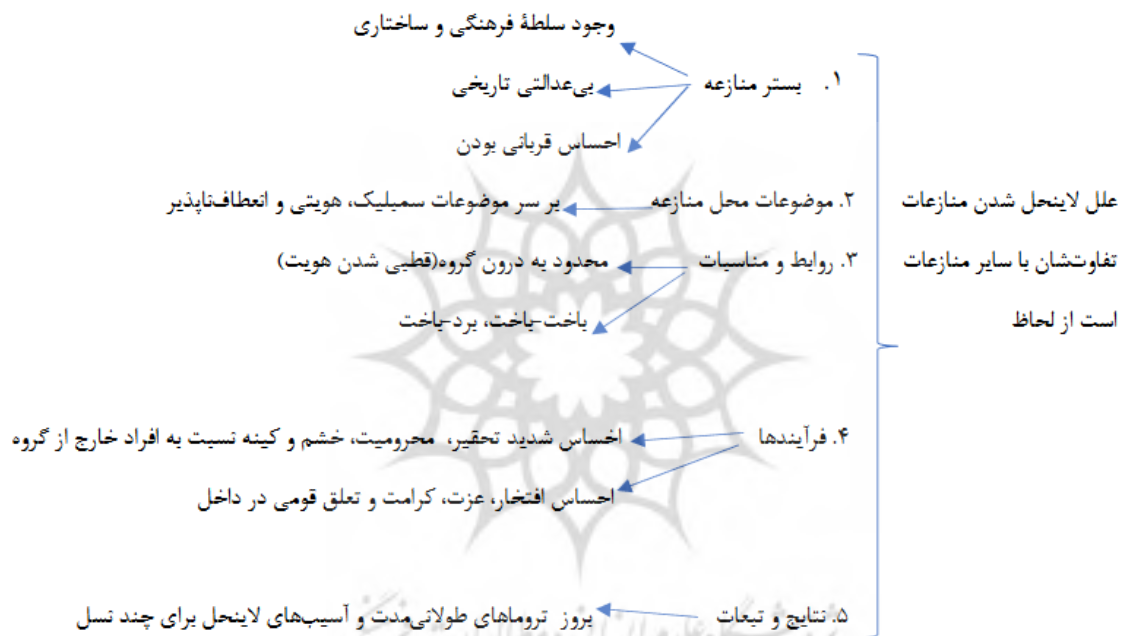 وجود سلطهٔ فرهنگی و ساختاری
۱. بستر منازعه
بی‌عدالتی تاریخی
احساس قربانی بودن
علل لاینحل شدن منازعات
تفاوتشان با سایر منازعات
است از لحاظ
۲. موضوعات محل منازعه
بر سر موضوعات سمبلیک، هویتی و انعطاف‌ناپذیر
۳. روابط و مناسبات
محدود به درون گروه(قطبی شدن هویت)
باخت-باخت، برد-باخت
۴. فرآیندها
اخساس شدید تحقیر، محرومیت، خشم و کینه نسبت به افراد خارج از گروه
احساس افتخار، عزت، کرامت و تعلق قومی در داخل
۵. نتایج و تبعات
بروز تروماهای طولانی‌مدت و آسیب‌های لاینحل برای چند نسل